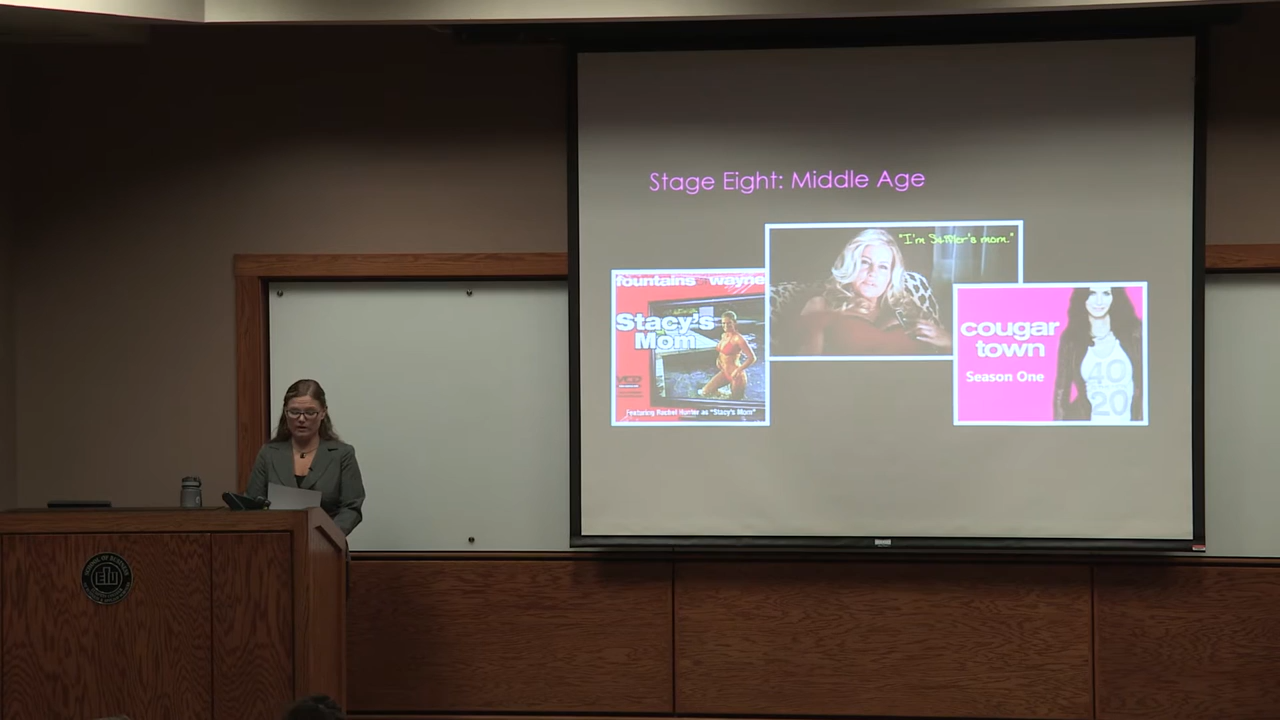 Stage Eight: Middle Age
"I'm Stifler's mom."
fountains wayne
Stacy's
Mom
Featuring Rachel Hunter as "Stacy's Mom"
cougar
town
Season One
40
20
EIU